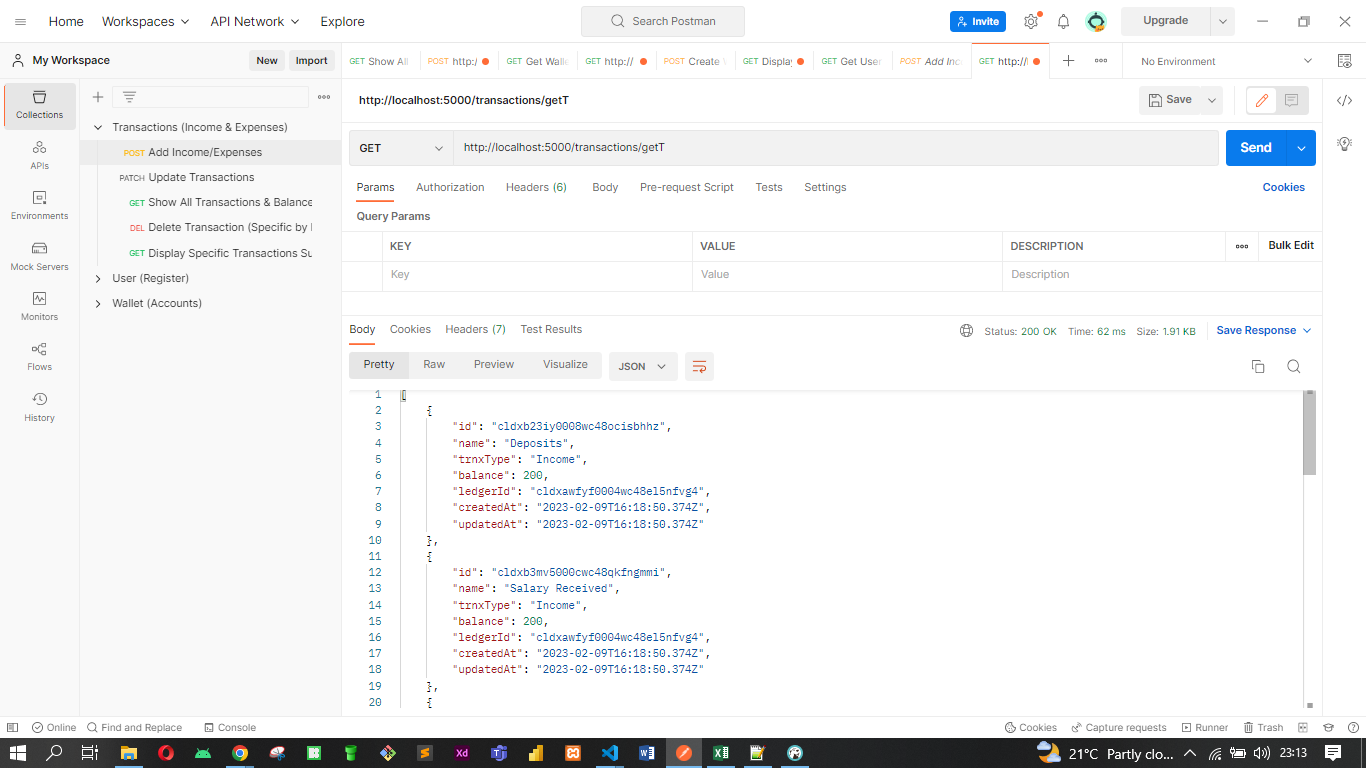 Home Workspaces API Network Explore Search Postman Invite Upgrade
My Workspace New Import GET Show All POST http:/ GET Get Walle GET http:// POST Create GET Display GET Get User POST Add Inc GET http://l No Environment
http://localhost:5000/transactions/getT Save
Collections
APIs
Environments
Mock Servers
Monitors
Flows
History
Transactions (Income & Expenses)
POST Add Income/Expenses
PATCH Update Transactions
GET Show All Transactions & Balance
DEL Delete Transaction (Specific by I
GET Display Specific Transactions Su
User (Register)
Wallet (Accounts)
GET http://localhost:5000/transactions/getT Send
Params Authorization Headers (6) Body Pre-request Script Tests Settings Cookies
Query Params
KEY VALUE DESCRIPTION Bulk Edit
Key Value Description
Body Cookies Headers (7) Test Results Status: 200 OK Time: 62 ms Size: 1.91 KB Save Response
Pretty Raw Preview Visualize JSON
1 [
2 {
3 "id": "cldxb23iy0008wc48ocisbhhz",
4 "name": "Deposits",
5 "trnxType": "Income",
6 "balance": 200,
7 "ledgerId": "cldxawfyf0004wc48el5nfvg4",
8 "createdAt": "2023-02-09T16:18:50.374Z",
9 "updatedAt": "2023-02-09T16:18:50.374Z"
10 },
11 {
12 "id": "cldxb3mv5000cwc48qkfngmmi",
13 "name": "Salary Received",
14 "trnxType": "Income",
15 "balance": 200,
16 "ledgerId": "cldxawfyf0004wc48el5nfvg4",
17 "createdAt": "2023-02-09T16:18:50.374Z",
18 "updatedAt": "2023-02-09T16:18:50.374Z"
19 },
20 {
Online Find and Replace Console Cookies Capture requests Runner Trash
Xd 21°C Partly clo... 23:13